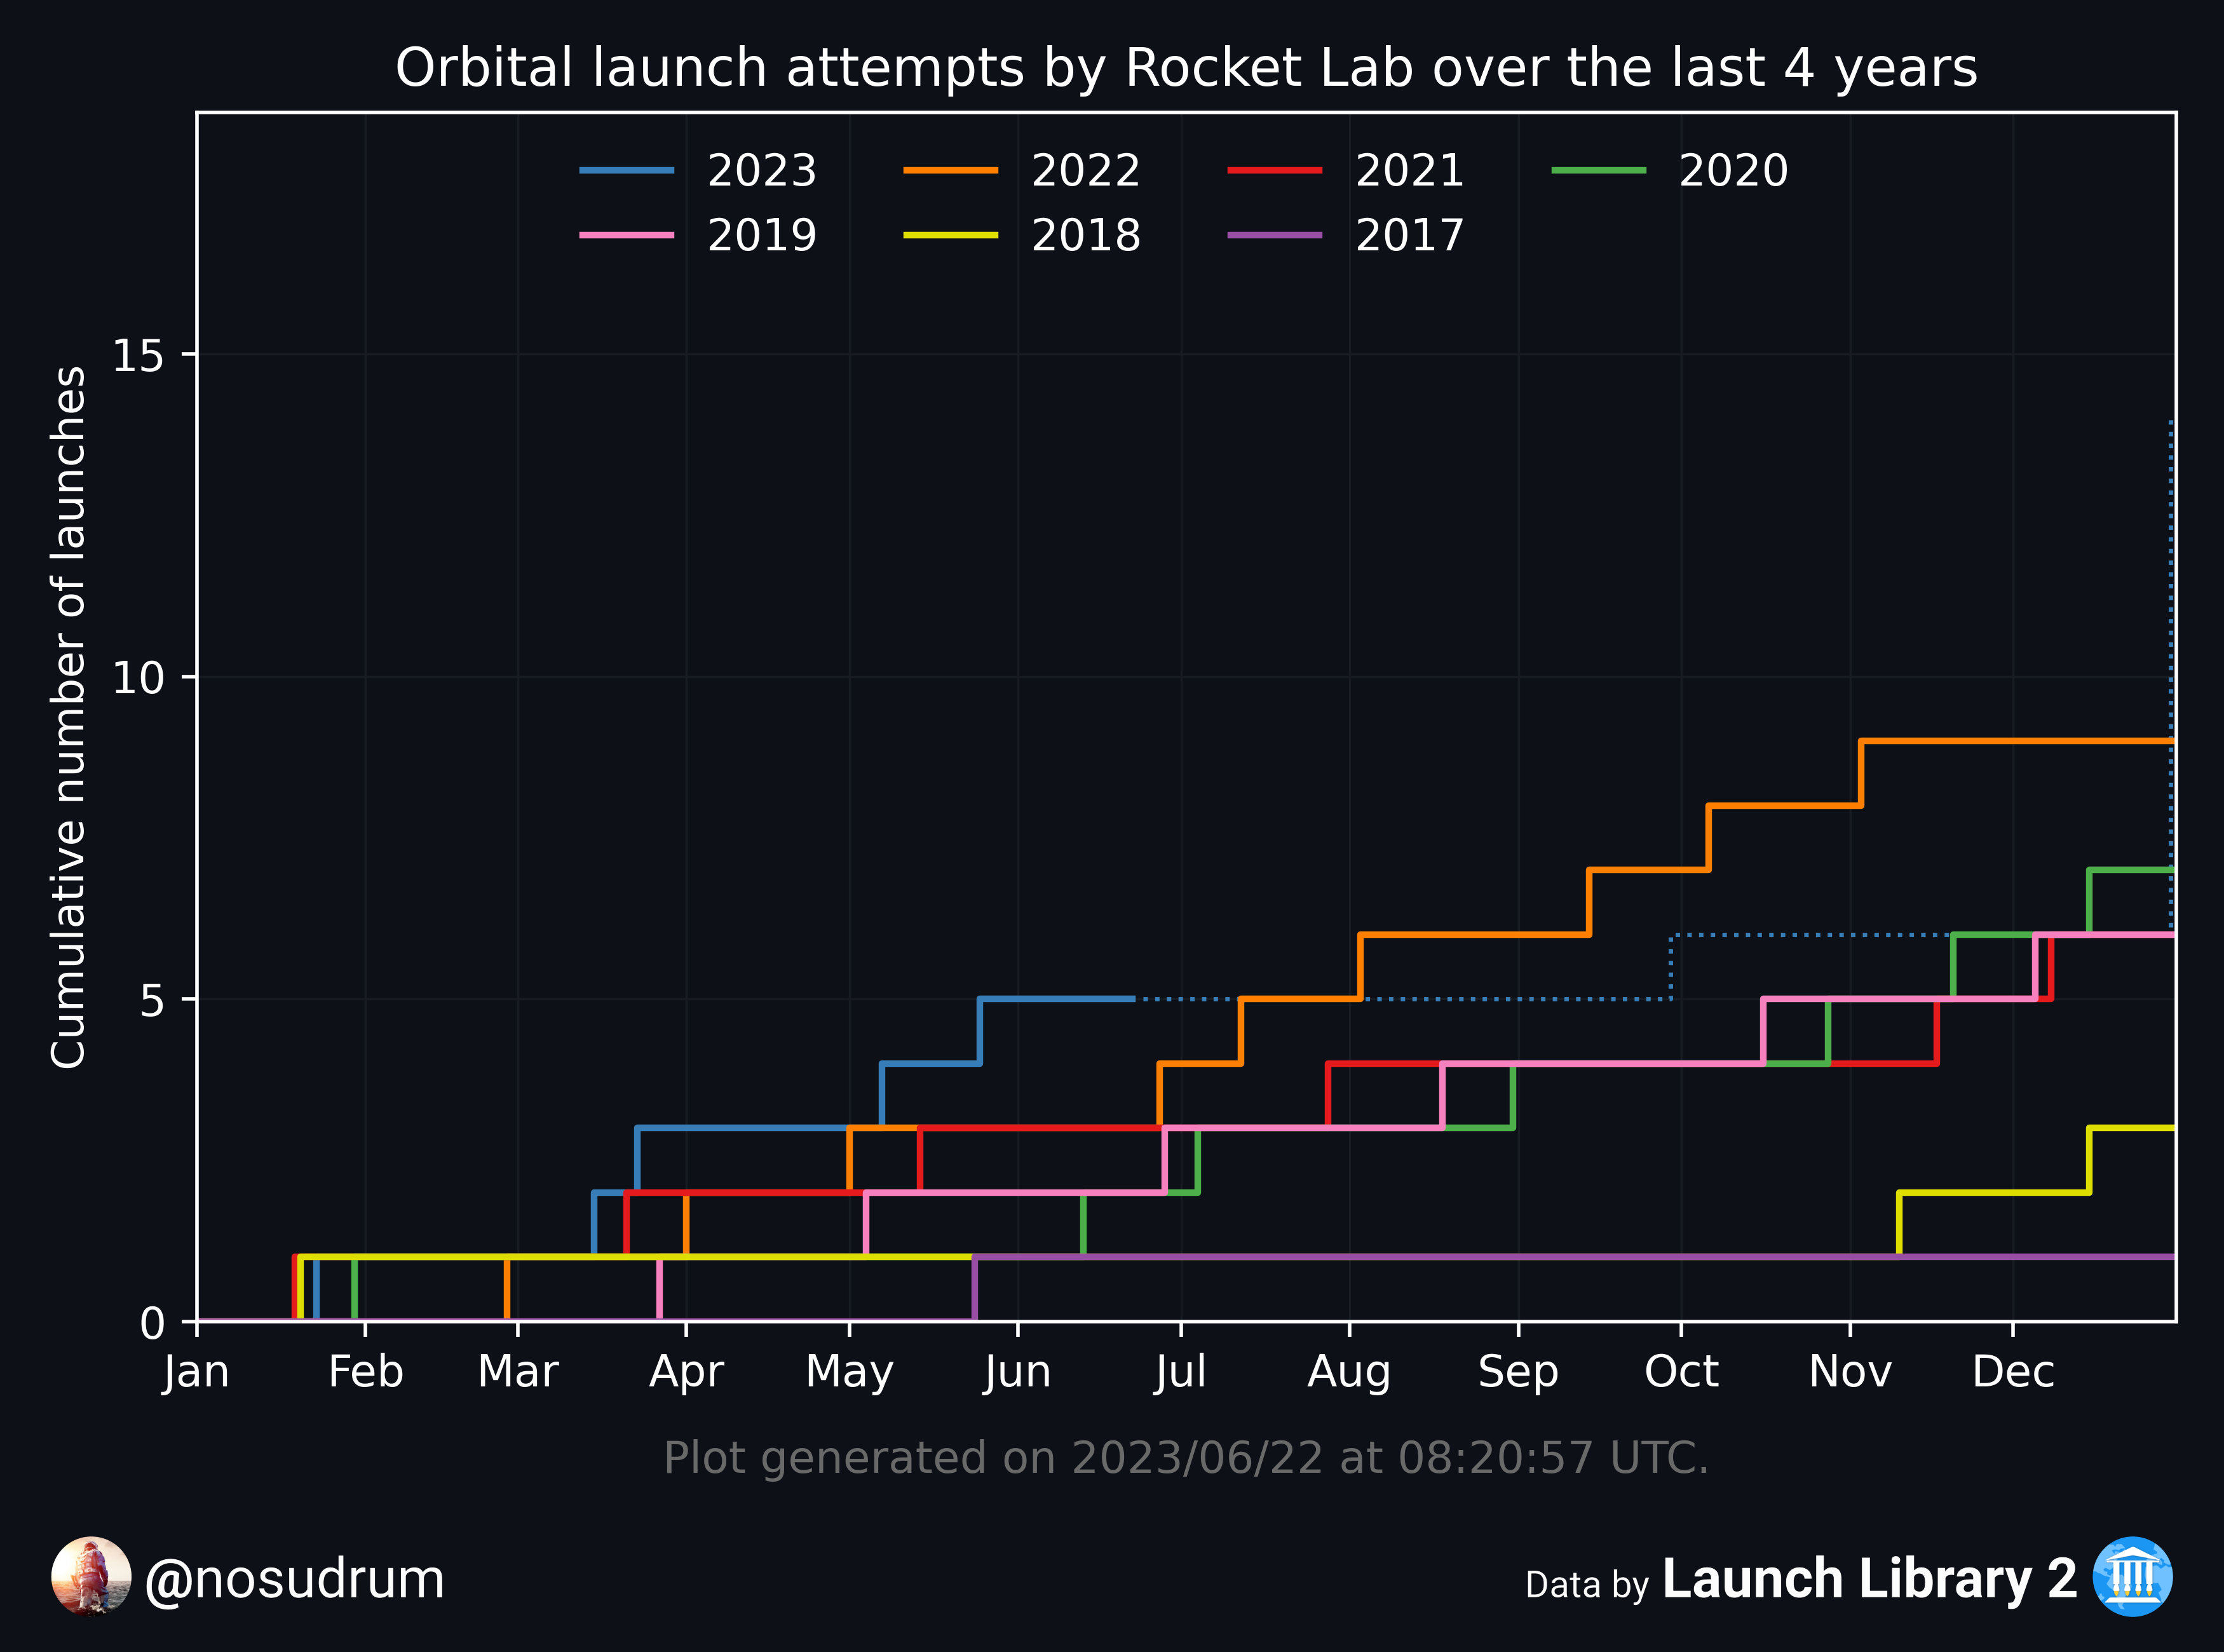 Orbital launch attempts by Rocket Lab over the last 4 years
2023 2022 2021 2020
2019 2018 2017
Cumulative number of launches
15
10
5
0
Jan Feb Mar Apr May Jun Jul Aug Sep Oct Nov Dec
Plot generated on 2023/06/22 at 08:20:57 UTC.
@nosudrum
Data by Launch Library 2